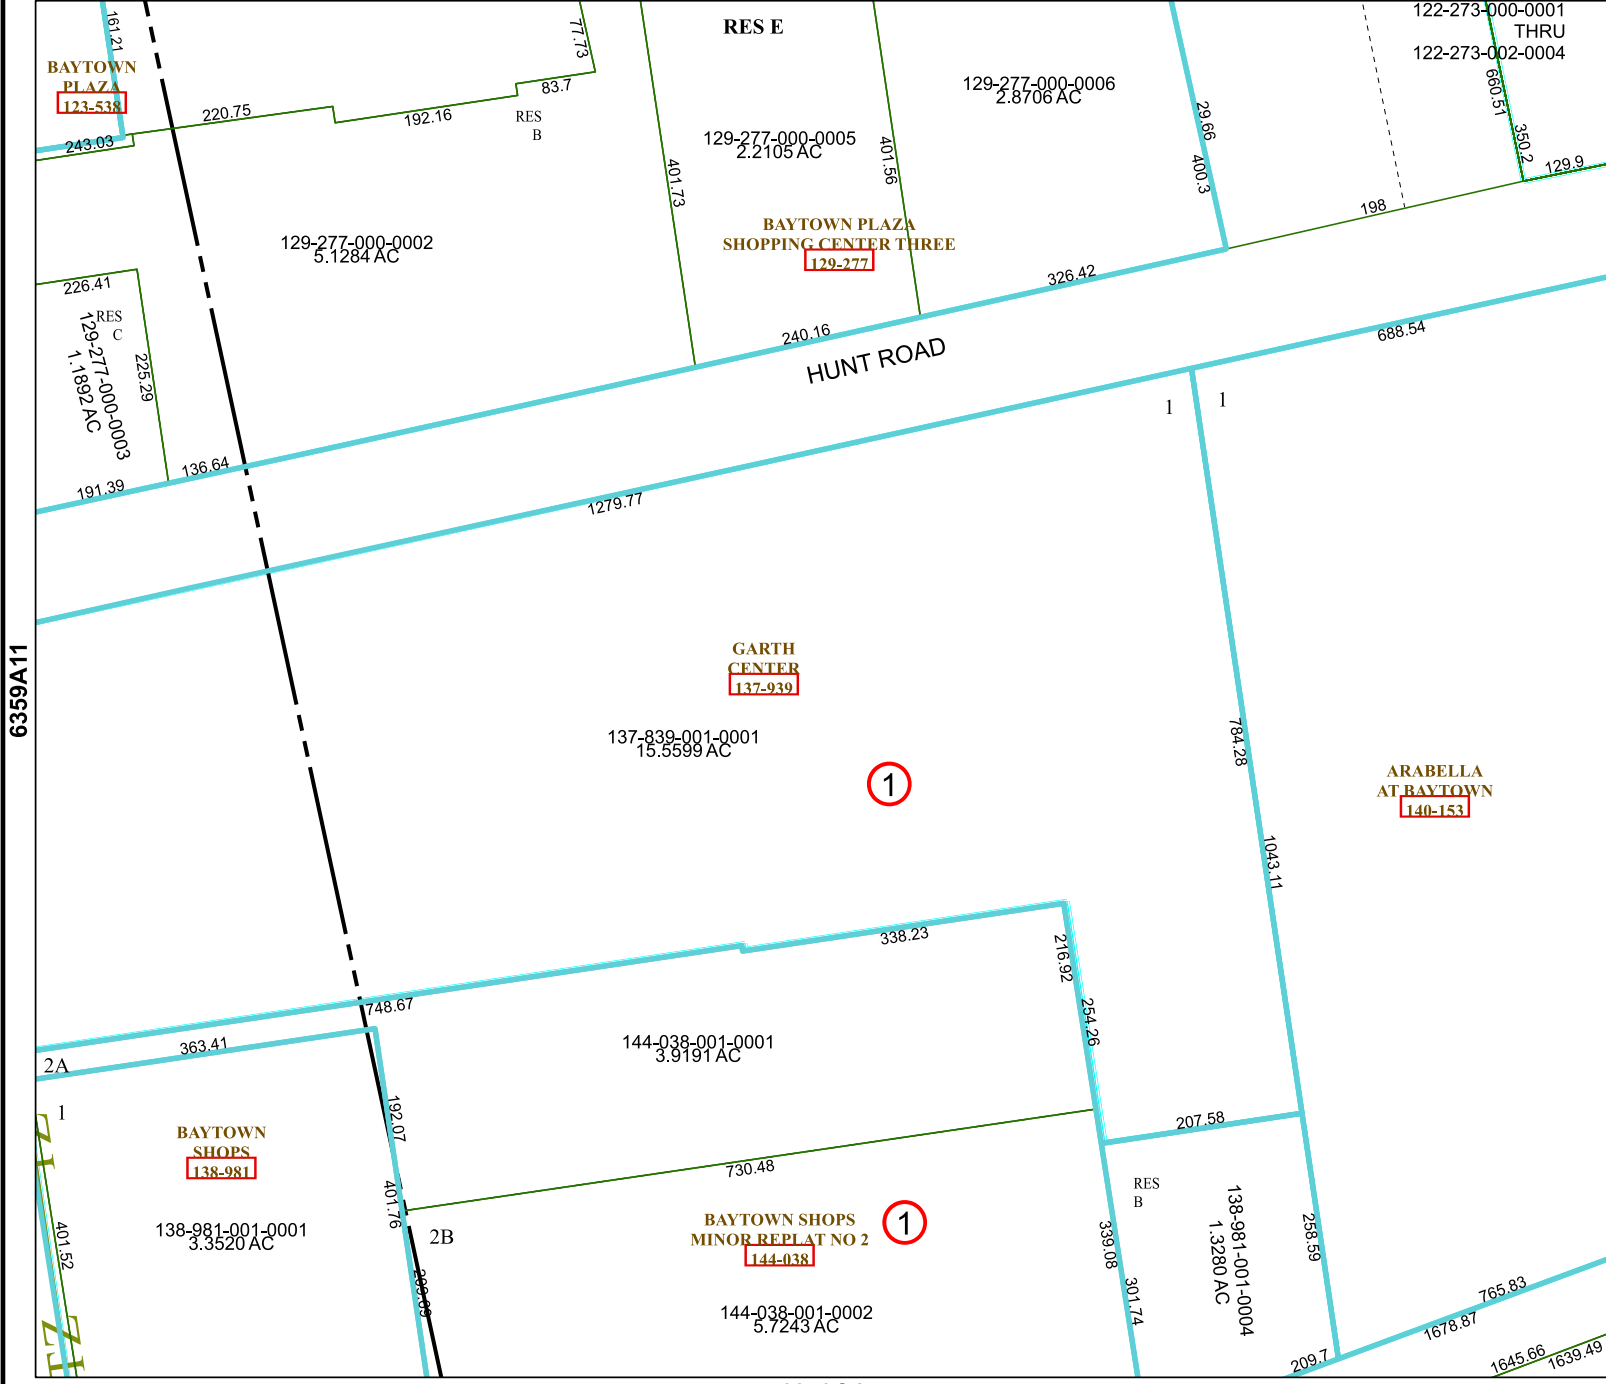 161.21
77.73
RES E
122-273-000-0001
THRU
122-273-002-0004
BAYTOWN
PLAZA
123-538
220.75
192.16
83.7
RES
B
243.03
129-277-000-0005
2.2105 AC
129-277-000-0006
2.8706 AC
401.73
401.56
29.66
400.3
660.51
350.2
129.9
198
129-277-000-0002
5.1284 AC
BAYTOWN PLAZA
SHOPPING CENTER THREE
129-277
326.42
226.41
RES
C
129-277-000-0003
1.1892 AC
225.29
240.16
HUNT ROAD
688.54
136.64
191.39
1279.77
1
1
6359A11
GARTH
CENTER
137-939
137-839-001-0001
15.5599 AC
1
784.28
1043.11
ARABELLA
AT BAYTOWN
140-153
338.23
216.92
254.26
748.67
363.41
2A
1
144-038-001-0001
3.9191 AC
192.07
401.76
207.58
730.48
BAYTOWN
SHOPS
138-981
138-981-001-0001
3.3520 AC
401.52
2B
BAYTOWN SHOPS
MINOR REPLAT NO 2
144-038
1
144-038-001-0002
5.7243 AC
RES
B
138-981-001-0004
1.3280 AC
339.08
301.74
258.59
209.7
765.83
1678.87
1645.66
1639.49